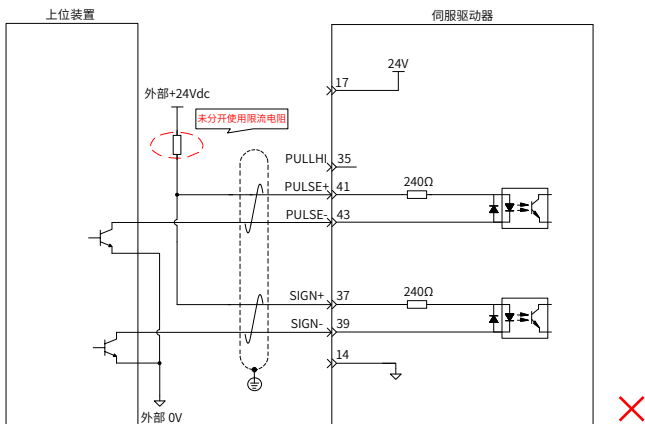 上位装置
伺服驱动器
24V
17
外部+24Vdc
未分开使用限流电阻
PULLHI 35
PULSE+ 41
240Ω
PULSE- 43
SIGN+ 37
240Ω
SIGN- 39
14
外部 0V